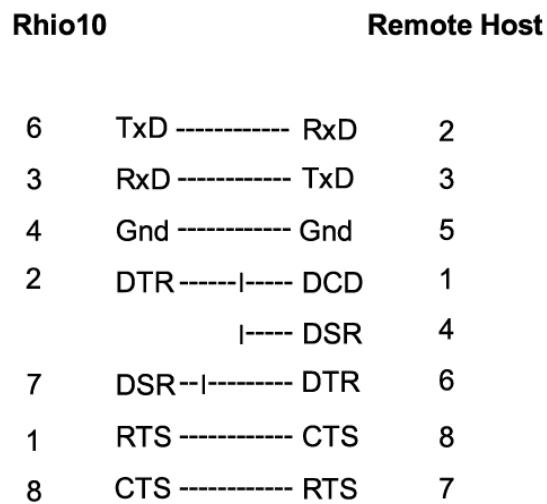 Rhio10 Remote Host
6 TxD ------------ RxD 2
3 RxD ------------ TxD 3
4 Gnd ------------ Gnd 5
2 DTR ------I----- DCD 1
I----- DSR 4
7 DSR--I--------- DTR 6
1 RTS ------------ CTS 8
8 CTS ------------ RTS 7